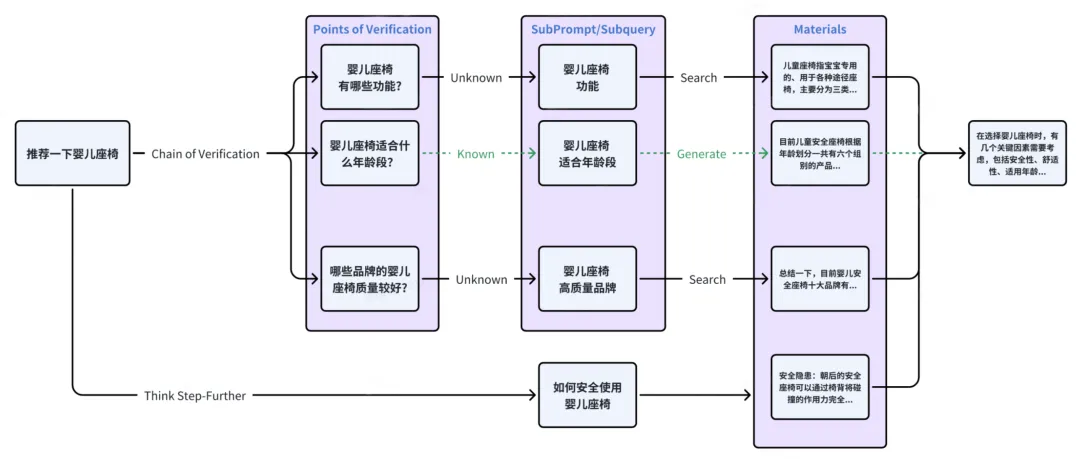 Points of Verification
SubPrompt/Subquery
Materials
婴儿座椅
有哪些功能?
Unknown
婴儿座椅
功能
Search
儿童座椅指宝宝专用
的、用于各种途径座
椅，主要分为三类...
推荐一下婴儿座椅
Chain of Verification
婴儿座椅适合什
么年龄段?
Known
婴儿座椅
适合年龄段
Generate
目前儿童安全座椅根据
年龄划分一共有六个组
别的产品...
在选择婴儿座椅时，有
几个关键因素需要考
虑，包括安全性、舒适
性、适用年龄...
哪些品牌的婴儿
座椅质量较好?
Unknown
婴儿座椅
高质量品牌
Search
总结一下，目前婴儿安
全座椅十大品牌有...
Think Step-Further
如何安全使用
婴儿座椅
安全隐患：朝后的安全
座椅可以通过椅背将碰
撞的作用力完全...